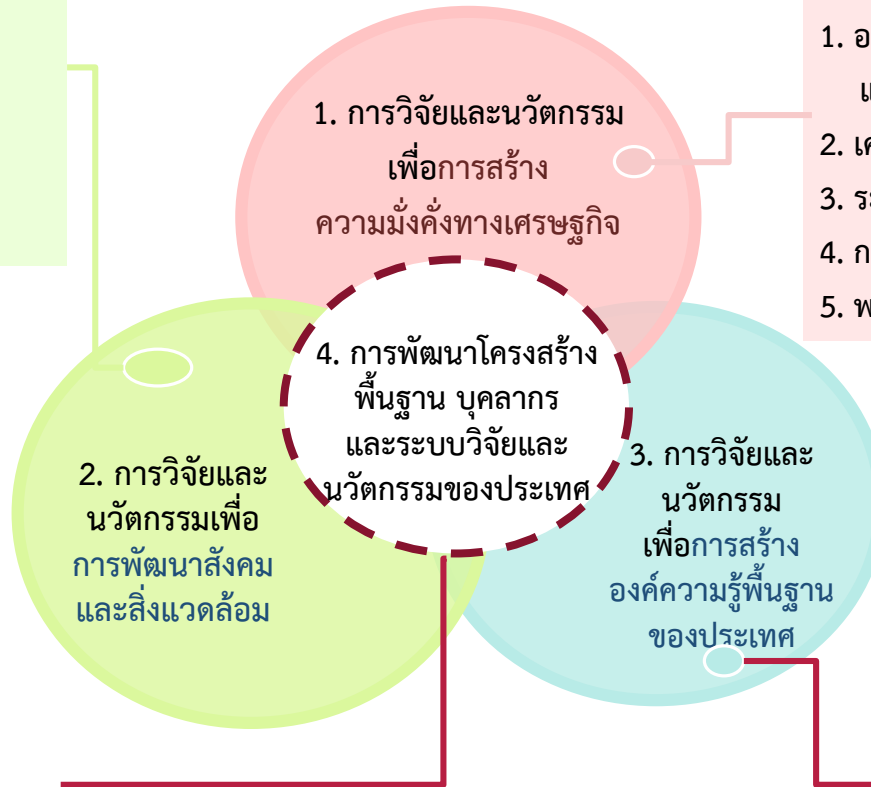 1. การวิจัยและนวัตกรรม
เพื่อการสร้าง
ความมั่งคั่งทางเศรษฐกิจ
4. การพัฒนาโครงสร้าง
พื้นฐาน บุคลากร
และระบบวิจัยและ
นวัตกรรมของประเทศ
2. การวิจัยและ
นวัตกรรมเพื่อ
การพัฒนาสังคม
และสิ่งแวดล้อม
3. การวิจัยและ
นวัตกรรม
เพื่อการสร้าง
องค์ความรู้พื้นฐาน
ของประเทศ
1.
2.
3.
4.
5.